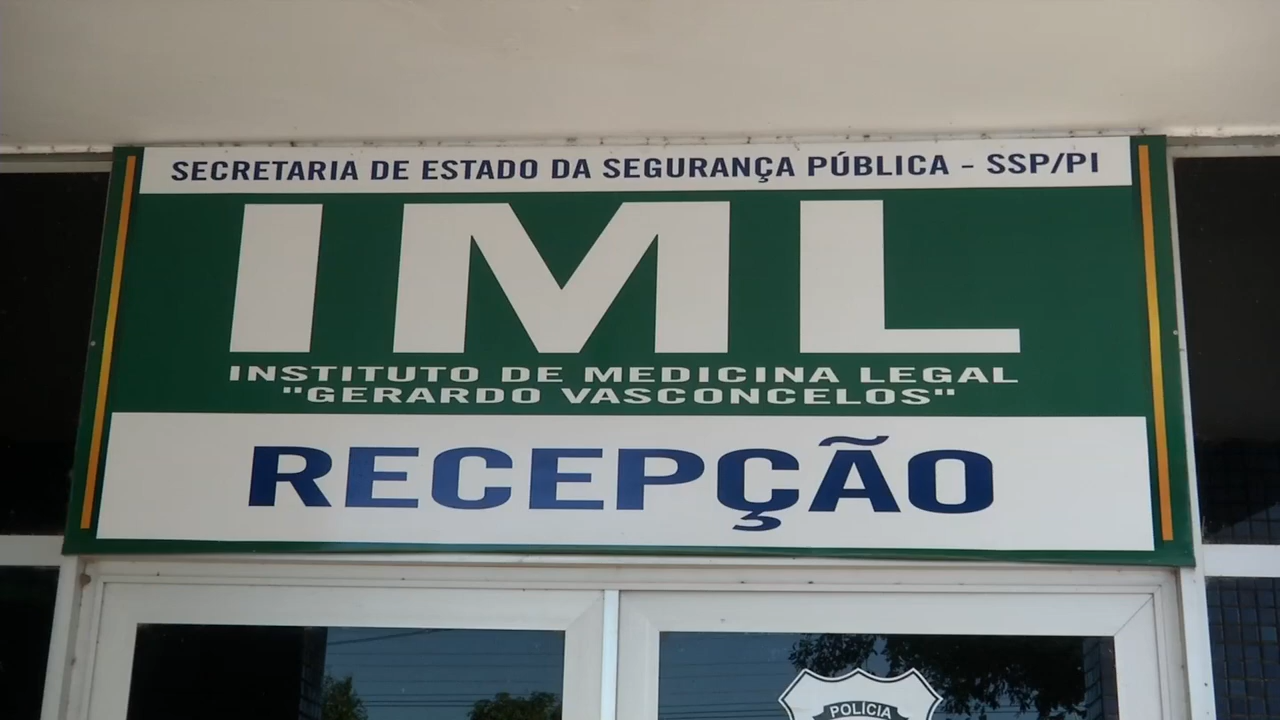 SECRETARIA DE ESTADO DA SEGURANÇA PÚBLICA - SSP/PI
IML
INSTITUTO DE MEDICINA LEGAL
"GERARDO VASCONCELOS"
RECEPÇÃO
POLÍCIA